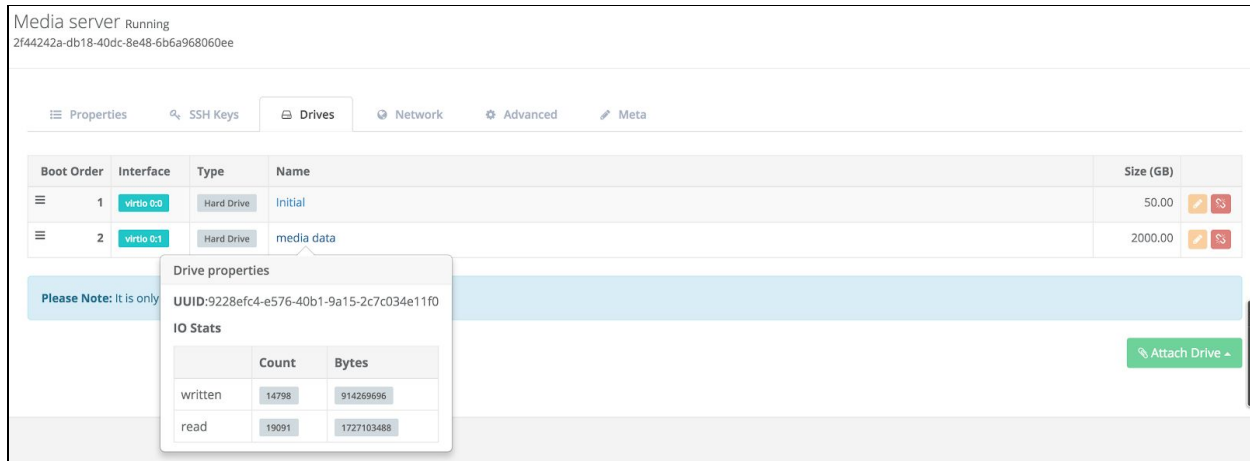 Media server Running
2f44242a-db18-40dc-8e48-6b6a968060ee
Properties SSH Keys Drives Network Advanced Meta
Boot Order Interface Type Name Size (GB)
1 virtio 0:0 Hard Drive Initial 50.00
2 virtio 0:1 Hard Drive media data 2000.00
Drive properties
Please Note: It is only
UUID:9228efc4-e576-40b1-9a15-2c7c034e11f0
IO Stats
Attach Drive
Count Bytes
written 14798 914269696
read 19091 1727103488